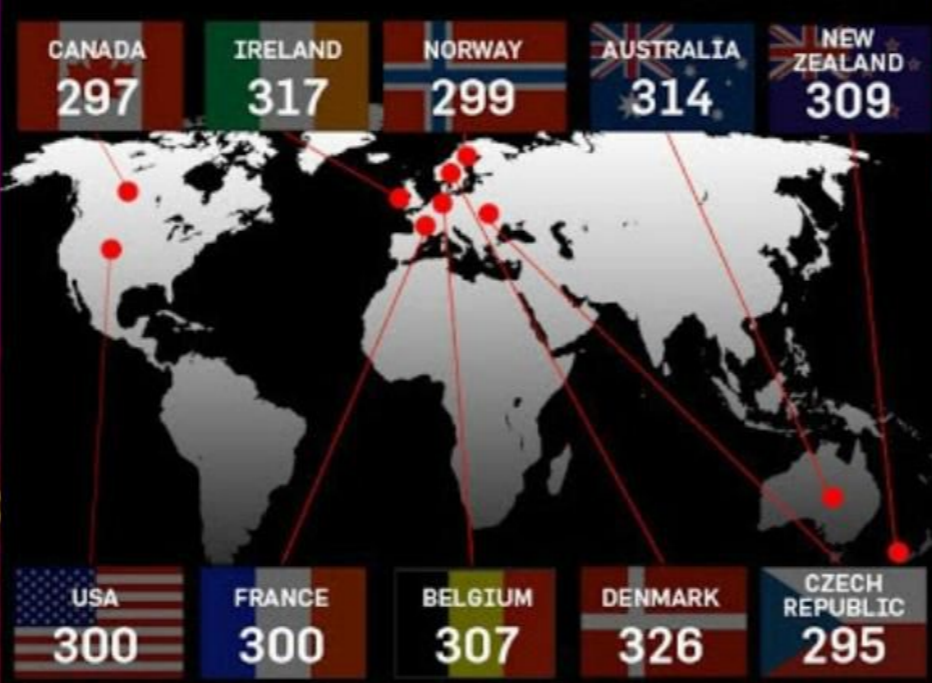 CANADA
297
IRELAND
317
NORWAY
299
AUSTRALIA
314
NEW
ZEALAND
309
USA
300
FRANCE
300
BELGIUM
307
DENMARK
326
CZECH
REPUBLIC
295